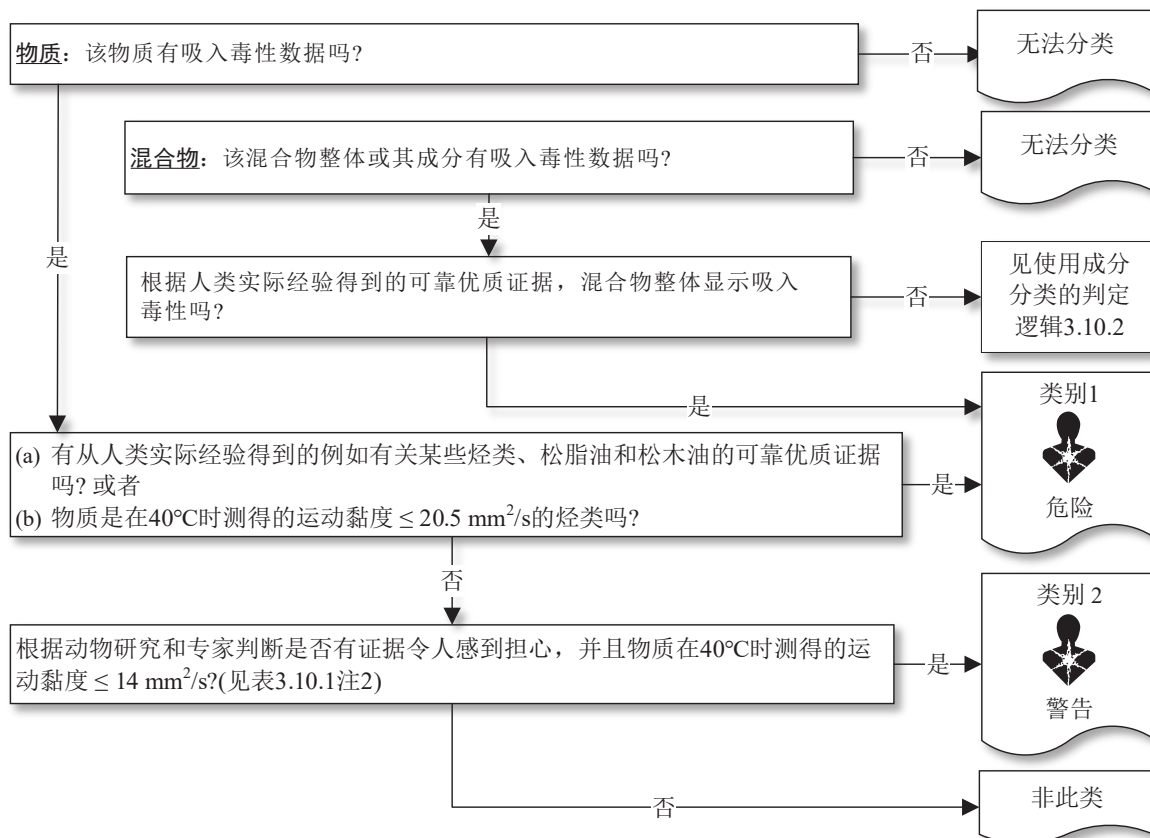 物质：该物质有吸入毒性数据吗?
否
无法分类
混合物：该混合物整体或其成分有吸入毒性数据吗?
否
无法分类
是
是
根据人类实际经验得到的可靠优质证据，混合物整体显示吸入
毒性吗?
否
见使用成分
分类的判定
逻辑3.10.2
是
类别1
危险
(a) 有从人类实际经验得到的例如有关某些烃类、松脂油和松木油的可靠优质证据
吗? 或者
(b) 物质是在40°C时测得的运动黏度 ≤ 20.5 mm²/s的烃类吗?
是
否
类别 2
警告
根据动物研究和专家判断是否有证据令人感到担心，并且物质在40°C时测得的运
动黏度 ≤ 14 mm²/s?(见表3.10.1注2)
是
否
非此类